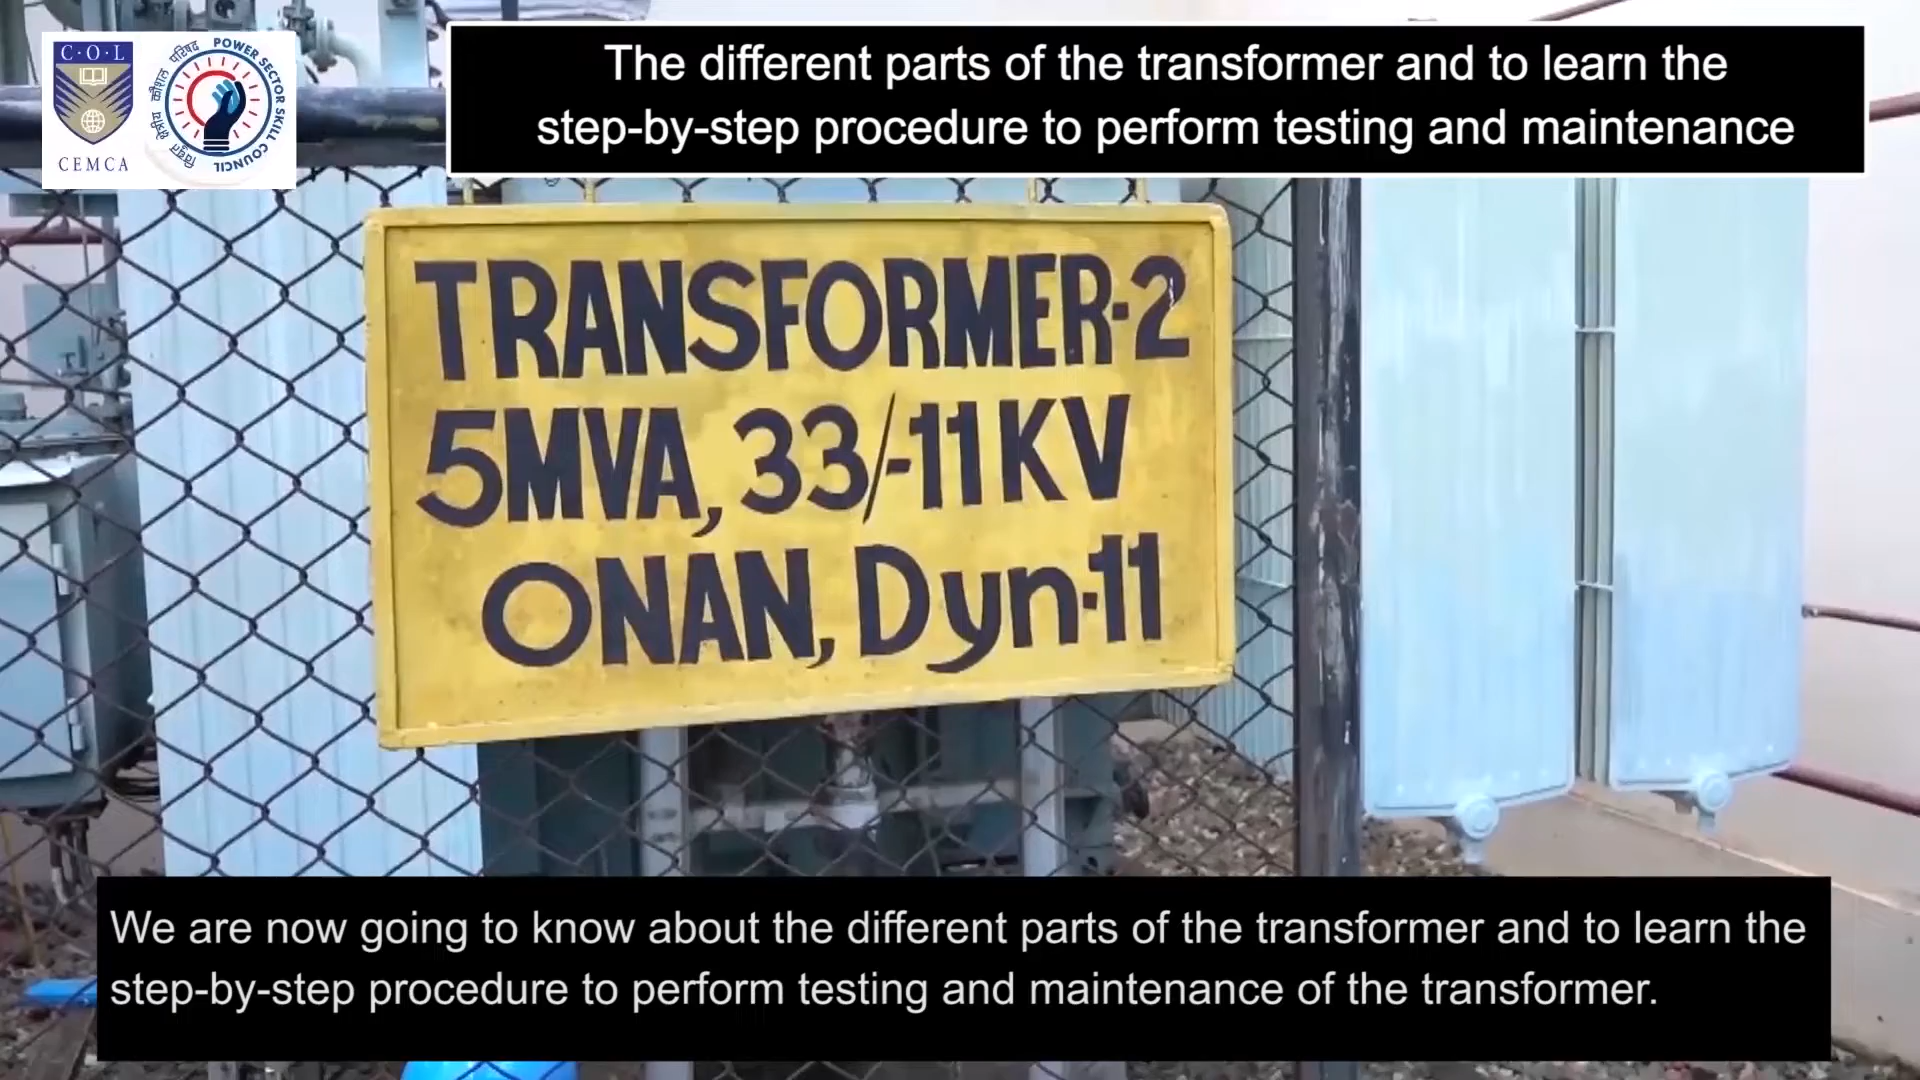 C·O·L
CEMCA
विद्युत क्षेत्रीय कौशल परिषद
POWER SECTOR SKILL COUNCIL
The different parts of the transformer and to learn the
step-by-step procedure to perform testing and maintenance
TRANSFORMER-2
5MVA, 33/-11KV
ONAN, Dyn-11
We are now going to know about the different parts of the transformer and to learn the
step-by-step procedure to perform testing and maintenance of the transformer.